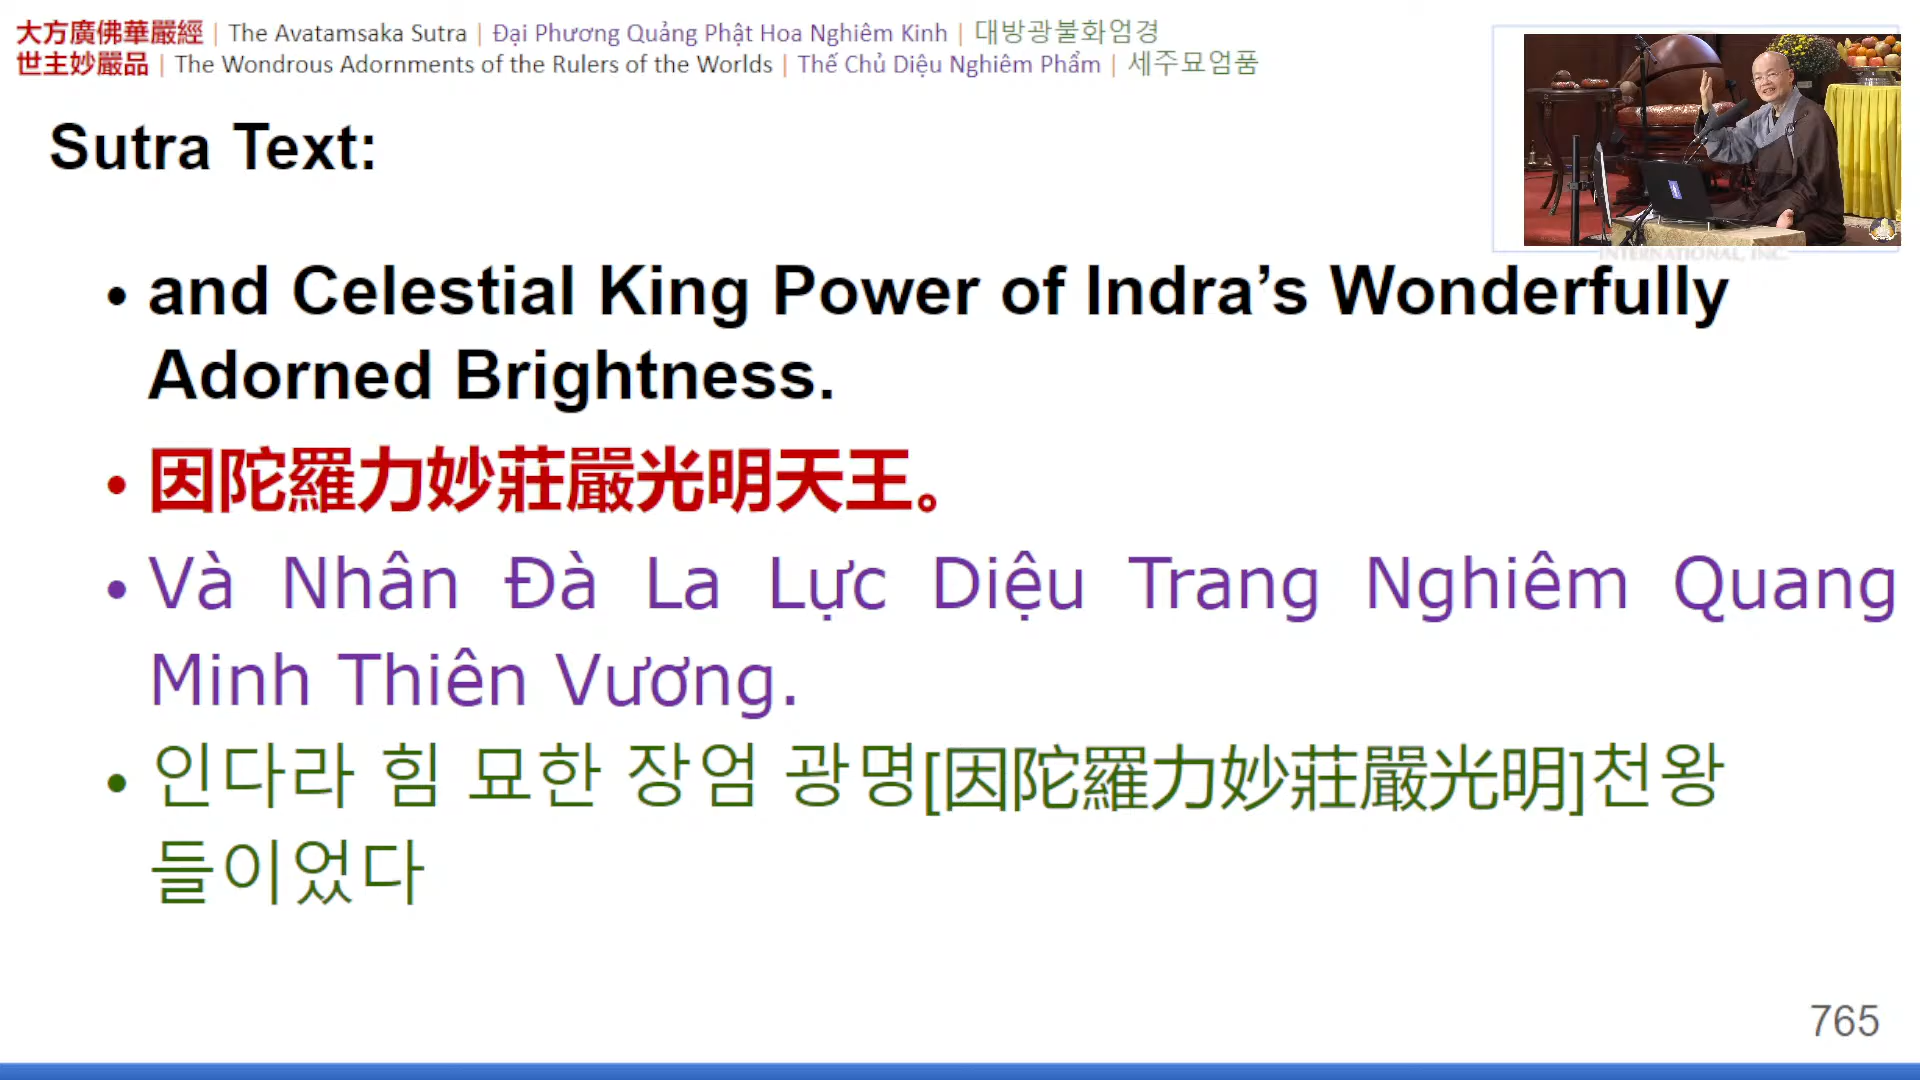 大方廣佛華嚴經 | The Avatamsaka Sutra | Đại Phương Quảng Phật Hoa Nghiêm Kinh | 대방광불화엄경
世主妙嚴品 | The Wondrous Adornments of the Rulers of the Worlds | Thế Chủ Diệu Nghiêm Phẩm | 세주묘엄품
Sutra Text:
INTERNATIONAL, INC.
• and Celestial King Power of Indra’s Wonderfully
Adorned Brightness.
• 因陀羅力妙莊嚴光明天王。
• Và Nhân Đà La Lực Diệu Trang Nghiêm Quang
Minh Thiên Vương.
• 인다라 힘 묘한 장엄 광명[因陀羅力妙莊嚴光明]천왕
들이었다
765